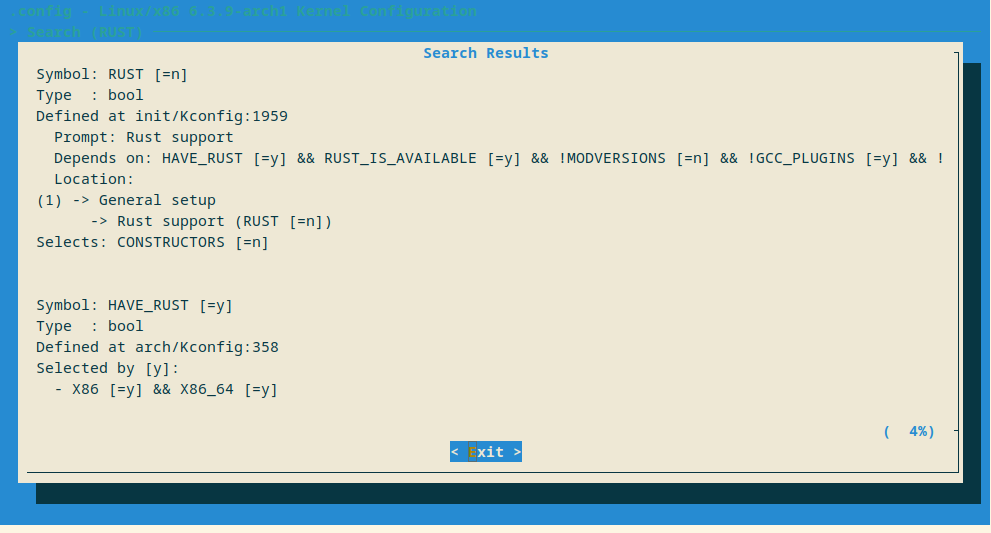 .config - Linux/x86 6.3.9-arch1 Kernel Configuration
> Search (RUST)
Search Results
Symbol: RUST [=n]
Type  : bool
Defined at init/Kconfig:1959
  Prompt: Rust support
  Depends on: HAVE_RUST [=y] && RUST_IS_AVAILABLE [=y] && !MODVERSIONS [=n] && !GCC_PLUGINS [=y] && !
  Location:
(1) -> General setup
      -> Rust support (RUST [=n])
Selects: CONSTRUCTORS [=n]
Symbol: HAVE_RUST [=y]
Type  : bool
Defined at arch/Kconfig:358
Selected by [y]:
  - X86 [=y] && X86_64 [=y]
(  4%)
< Exit >